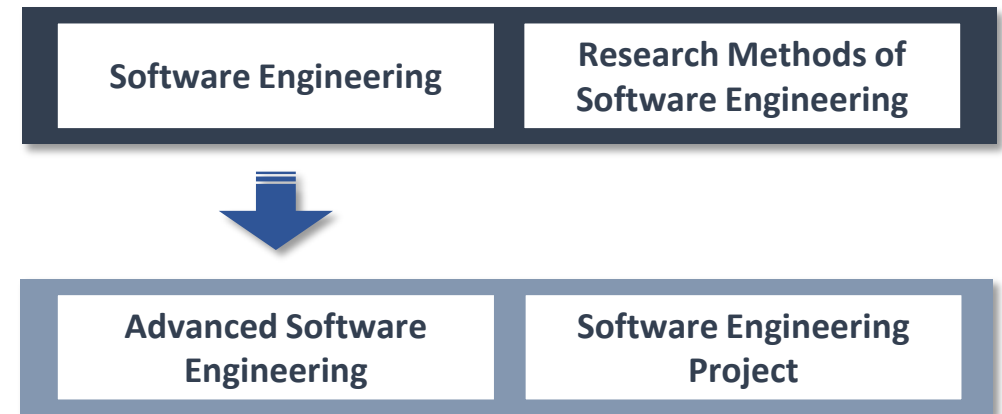 Software Engineering
Research Methods of
Software Engineering
Advanced Software
Engineering
Software Engineering
Project